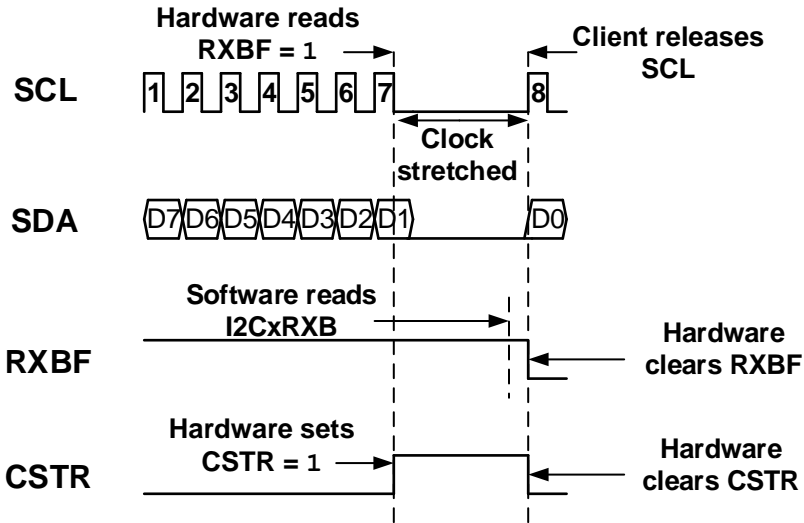 Hardware reads
RXBF = 1
Client releases
SCL
SCL
1 2 3 4 5 6 7 8
Clock
stretched
SDA
D7 D6 D5 D4 D3 D2 D1 D0
Software reads
I2CxRXB
RXBF
Hardware
clears RXBF
Hardware sets
CSTR = 1
CSTR
Hardware
clears CSTR